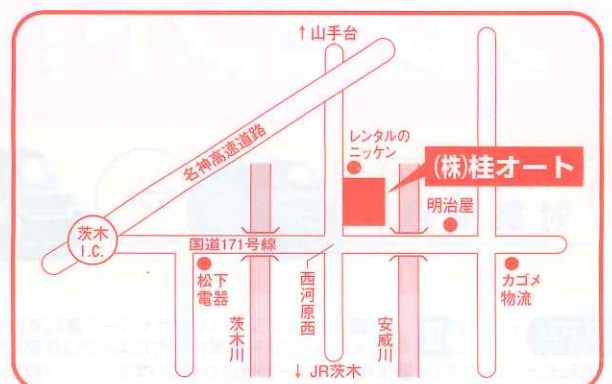 ↑山手台
名神高速道路
レンタルの
ニッケン
(株)桂オート
明治屋
茨木
I.C.
国道171号線
松下
電器
茨木川
西河原西
安威川
カゴメ
物流
↓ JR茨木